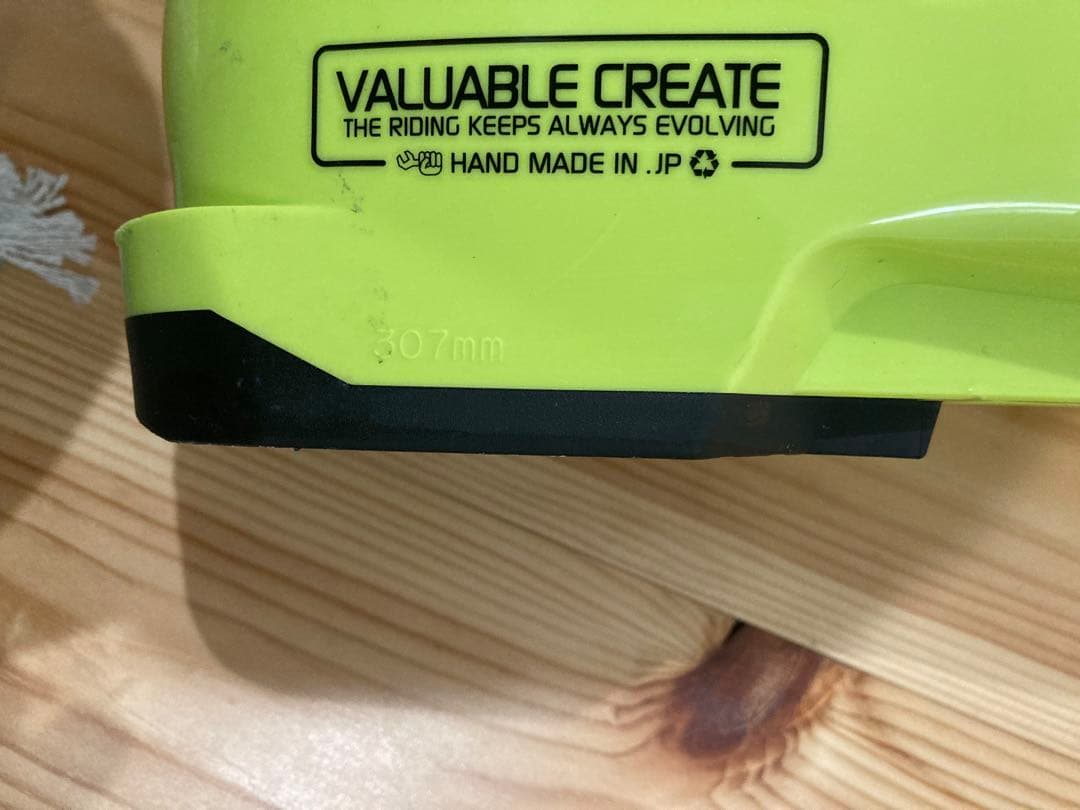 VALUABLE CREATE
THE RIDING KEEPS ALWAYS EVOLVING
HAND MADE IN .JP
307mm